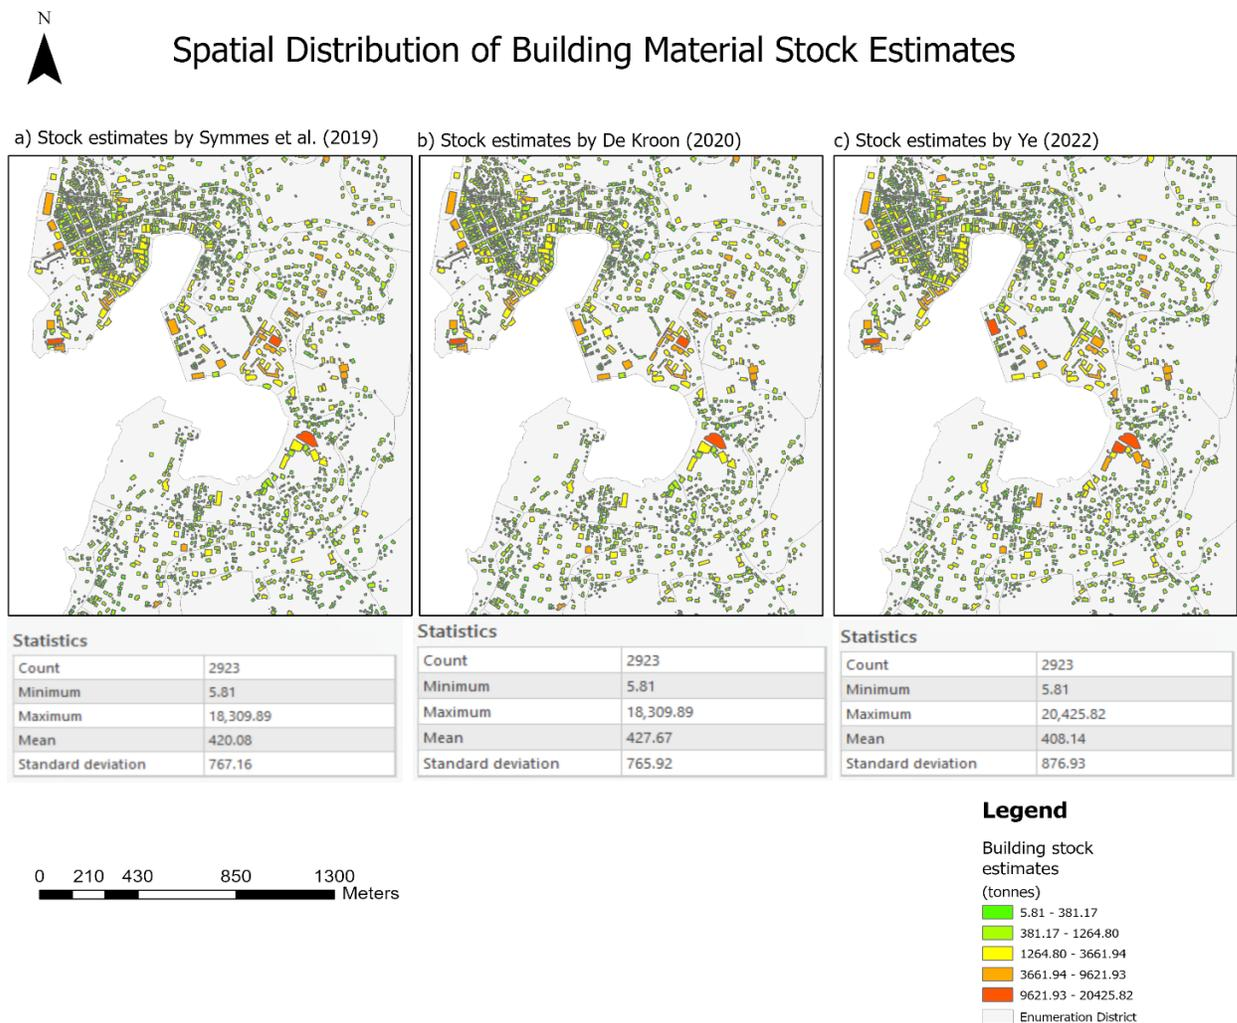 N
Spatial Distribution of Building Material Stock Estimates
a) Stock estimates by Symmes et al. (2019)
b) Stock estimates by De Kroon (2020)
c) Stock estimates by Ye (2022)
Statistics
Count 2923
Minimum 5.81
Maximum 18,309.89
Mean 420.08
Standard deviation 767.16
Statistics
Count 2923
Minimum 5.81
Maximum 18,309.89
Mean 427.67
Standard deviation 765.92
Statistics
Count 2923
Minimum 5.81
Maximum 20,425.82
Mean 408.14
Standard deviation 876.93
0 210 430 850 1300
Meters
Legend
Building stock
estimates
(tonnes)
5.81 - 381.17
381.17 - 1264.80
1264.80 - 3661.94
3661.94 - 9621.93
9621.93 - 20425.82
Enumeration District